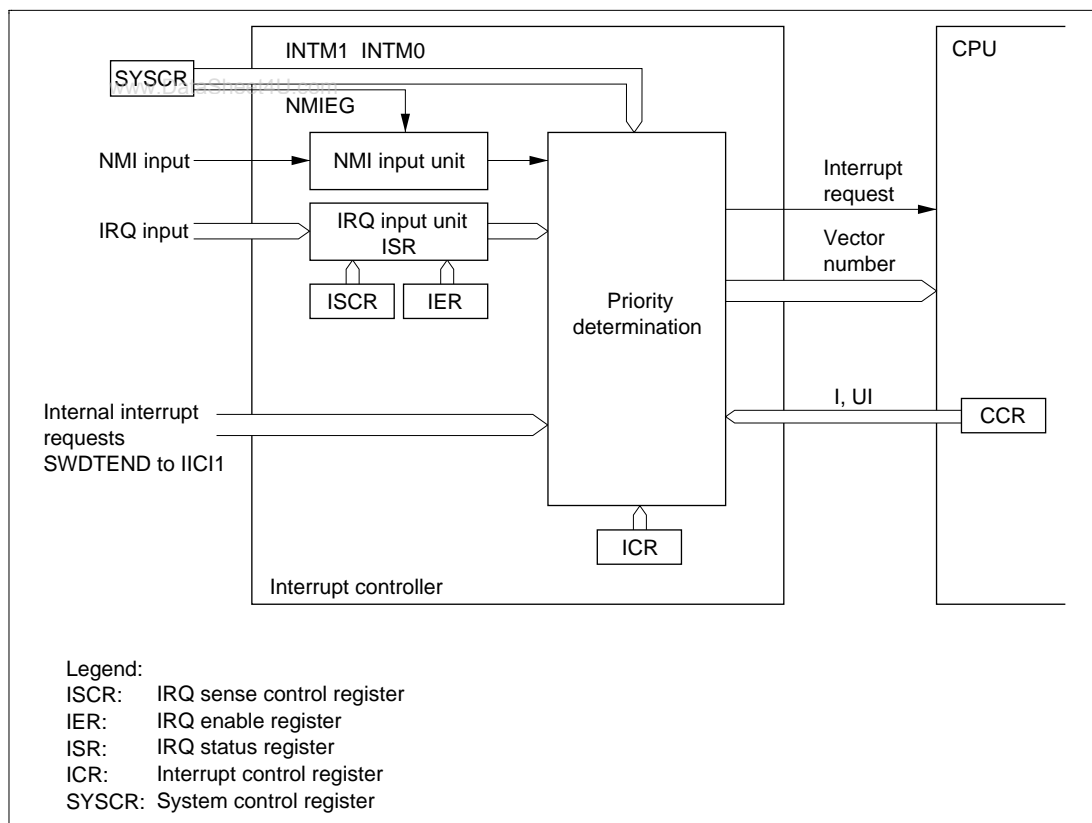 INTM1 INTM0
CPU
SYSCR
www.DataSheet4U.com
NMIEG
NMI input
NMI input unit
IRQ input
IRQ input unit
ISR
ISCR
IER
Interrupt
request
Vector
number
Priority
determination
I, UI
CCR
Internal interrupt
requests
SWDTEND to IICI1
ICR
Interrupt controller
Legend:
ISCR: IRQ sense control register
IER: IRQ enable register
ISR: IRQ status register
ICR: Interrupt control register
SYSCR: System control register